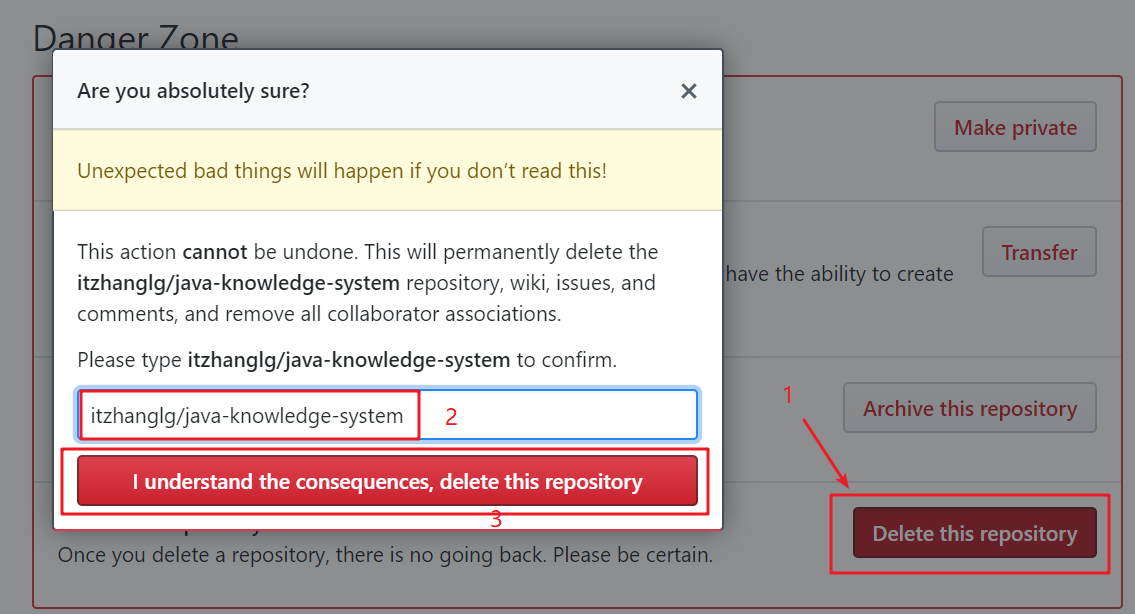 Danger Zone
Are you absolutely sure?
Unexpected bad things will happen if you don't read this!
This action cannot be undone. This will permanently delete the
itzhanglg/java-knowledge-system repository, wiki, issues, and
comments, and remove all collaborator associations.
Please type itzhanglg/java-knowledge-system to confirm.
itzhanglg/java-knowledge-system
2
I understand the consequences, delete this repository
3
Make private
Transfer
have the ability to create
Archive this repository
1
Delete this repository
Once you delete a repository, there is no going back. Please be certain.